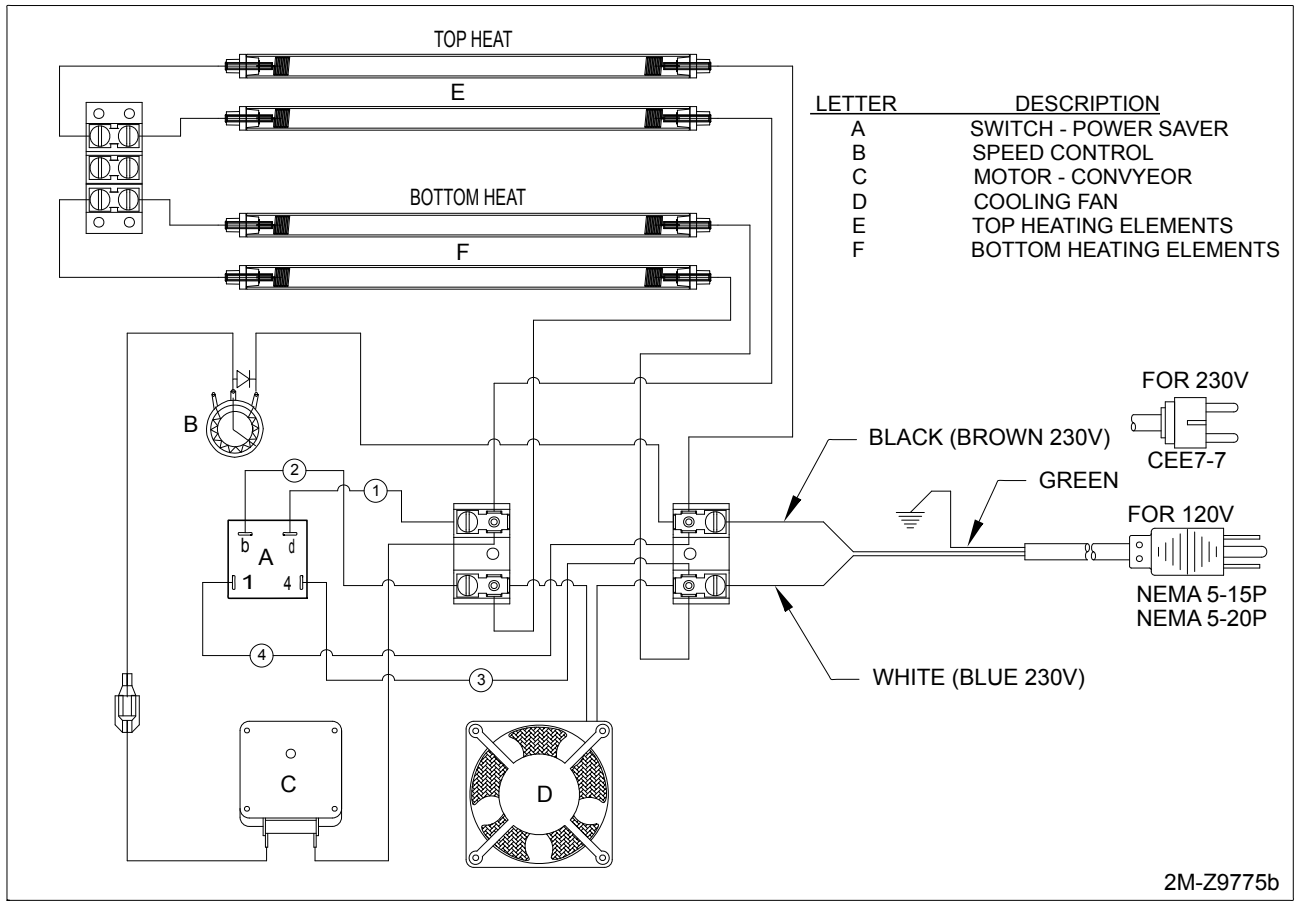 TOP HEAT
E
BOTTOM HEAT
F
LETTER DESCRIPTION
A SWITCH - POWER SAVER
B SPEED CONTROL
C MOTOR - CONVYEOR
D COOLING FAN
E TOP HEATING ELEMENTS
F BOTTOM HEATING ELEMENTS
B
FOR 230V
CEE7-7
BLACK (BROWN 230V)
GREEN
FOR 120V
NEMA 5-15P
NEMA 5-20P
2
1
b d
A
1 4
4
3
WHITE (BLUE 230V)
C
D
2M-Z9775b